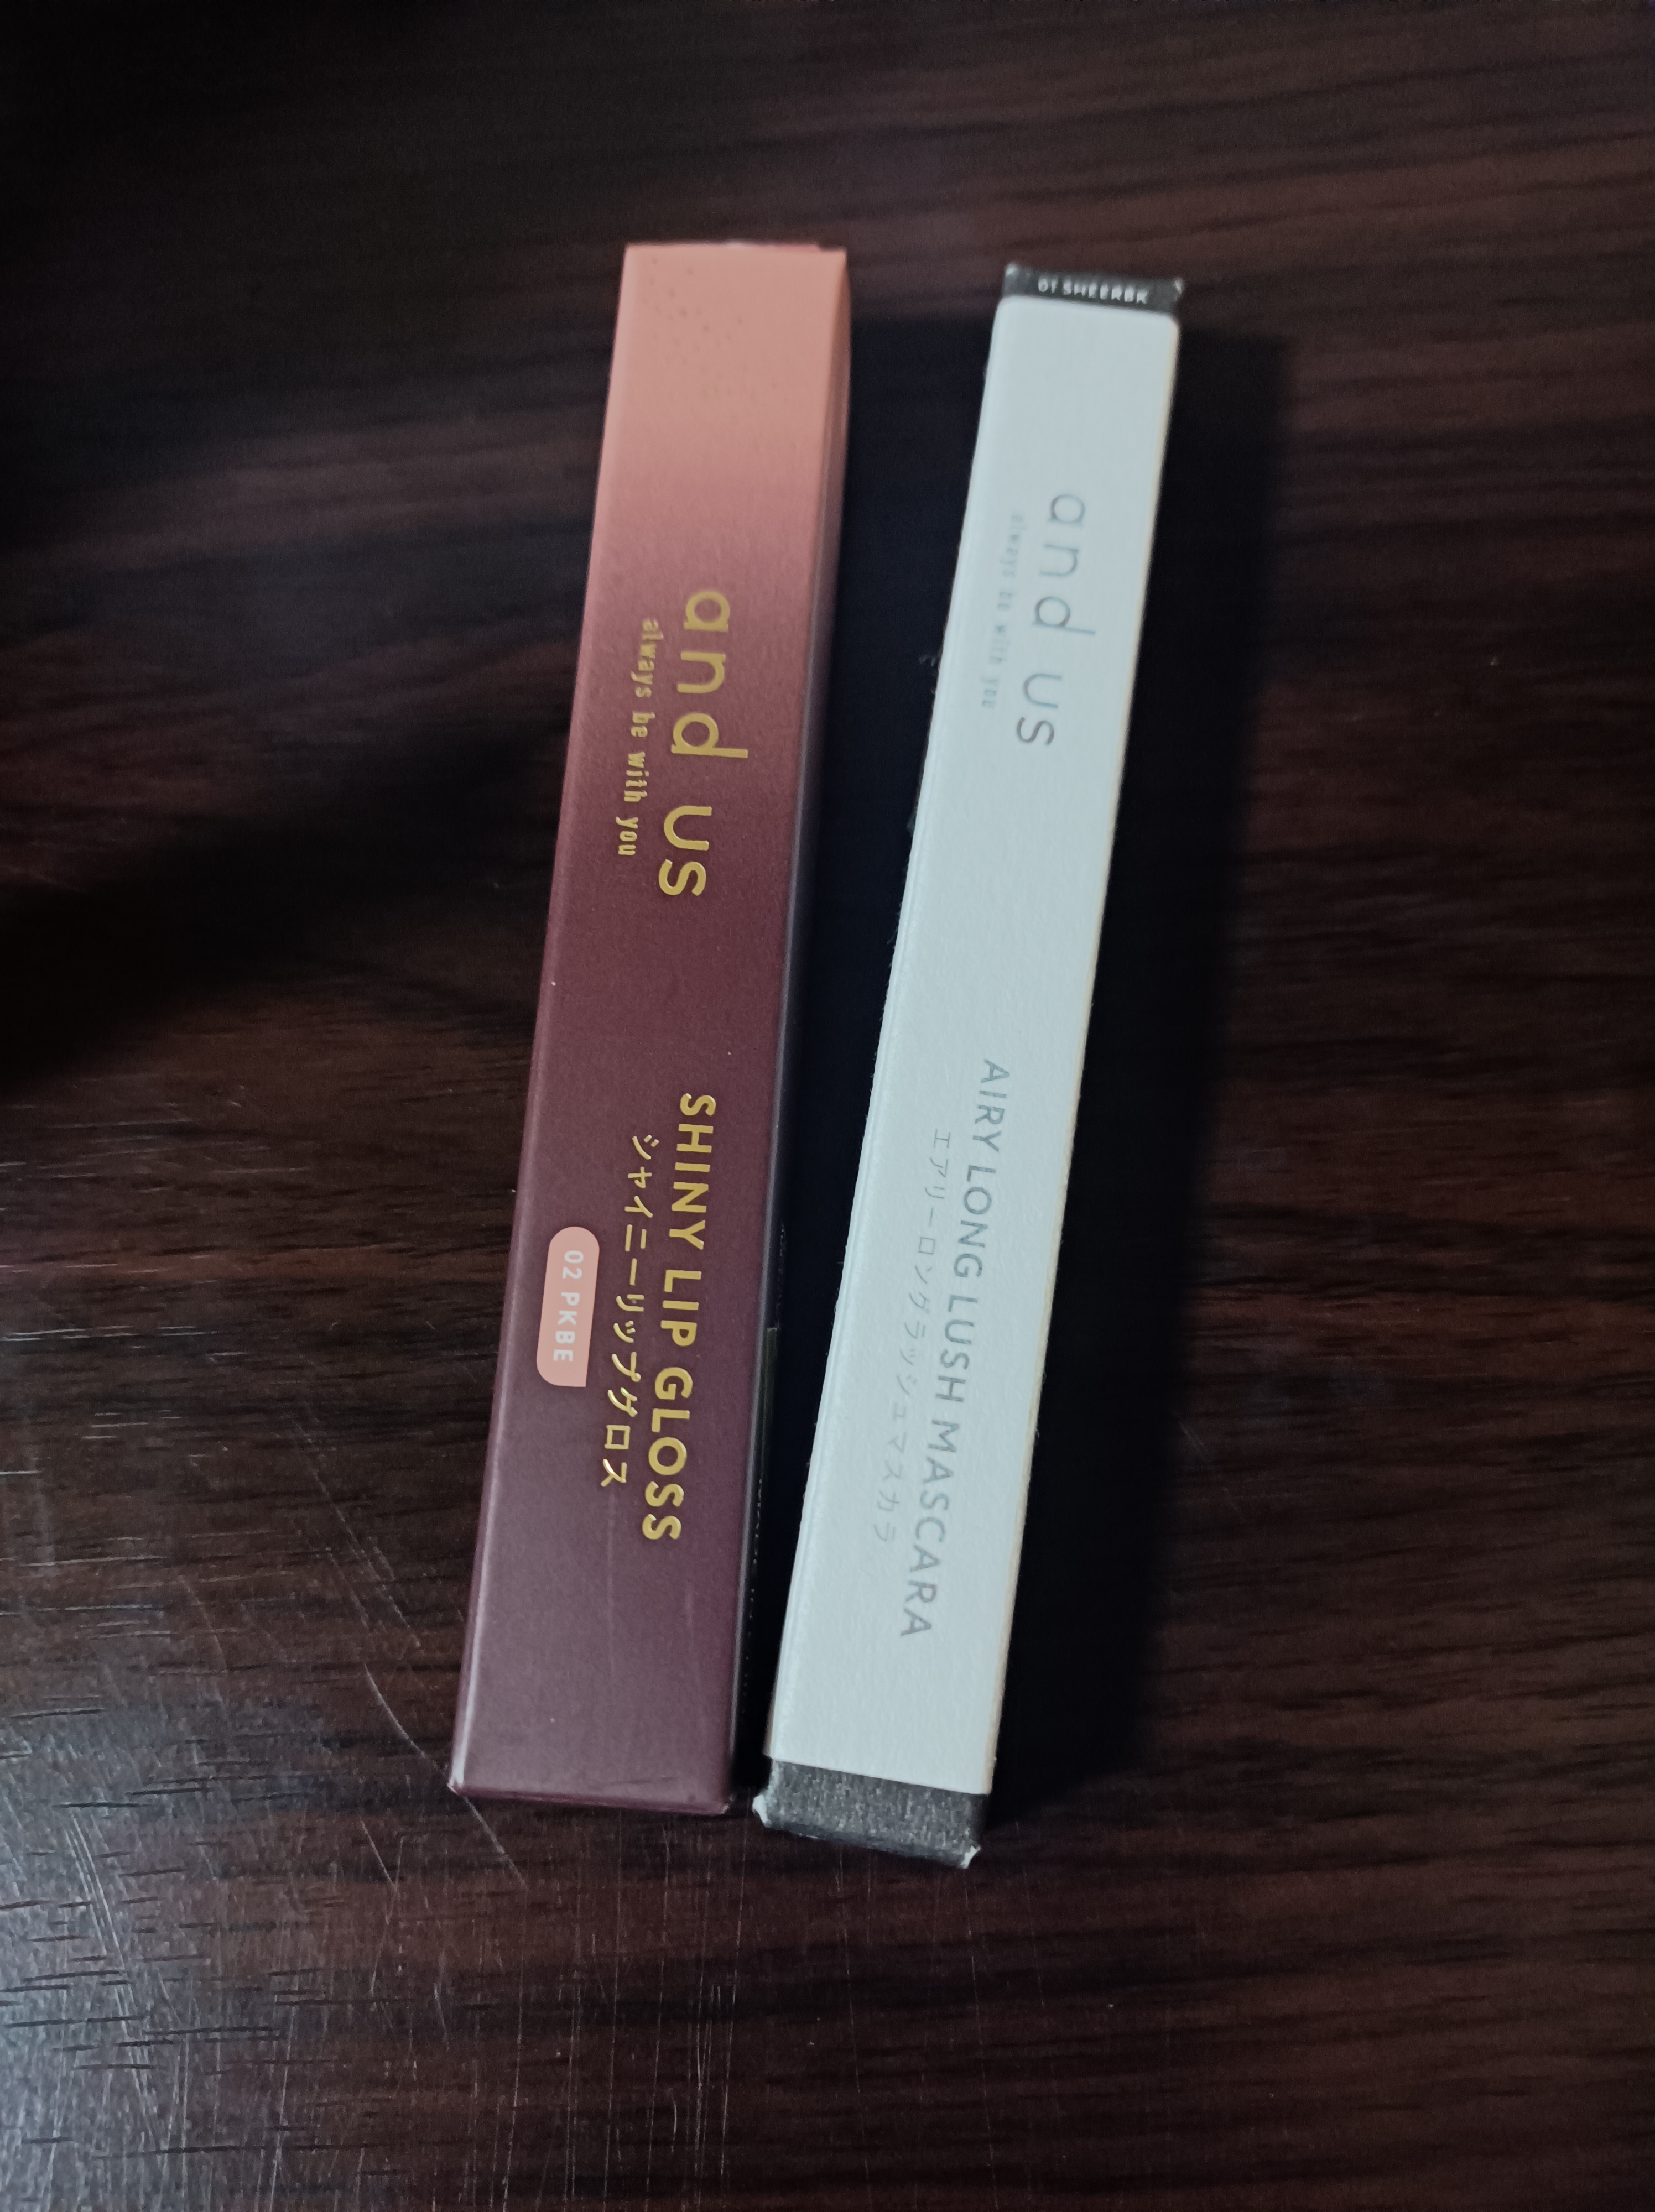 and us
always be with you
SHINY LIP GLOSS
シャイニーリップグロス
02 PKBE
01 SHEERBK
and us
always be with you
AIRY LONG LUSH MASCARA
エアリーロングラッシュマスカラ